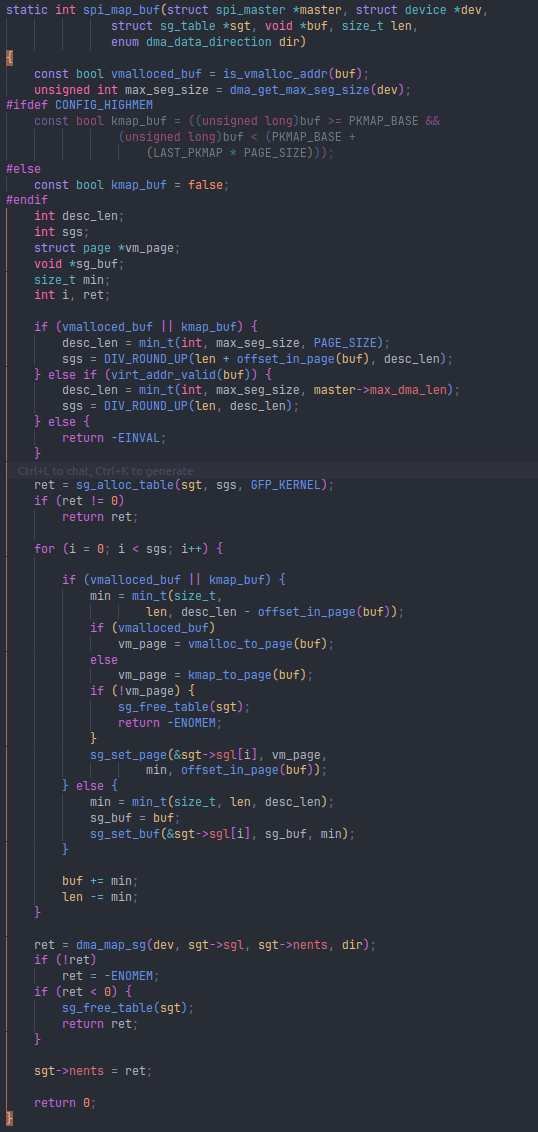 static int spi_map_buf(struct spi_master *master, struct device *dev,
struct sg_table *sgt, void *buf, size_t len,
enum dma_data_direction dir)
{
const bool vmalloced_buf = is_vmalloc_addr(buf);
unsigned int max_seg_size = dma_get_max_seg_size(dev);
#ifdef CONFIG_HIGHMEM
const bool kmap_buf = ((unsigned long)buf >= PKMAP_BASE &&
(unsigned long)buf < (PKMAP_BASE +
(LAST_PKMAP * PAGE_SIZE)));
#else
const bool kmap_buf = false;
#endif
int desc_len;
int sgs;
struct page *vm_page;
void *sg_buf;
size_t min;
int i, ret;
if (vmalloced_buf || kmap_buf) {
desc_len = min_t(int, max_seg_size, PAGE_SIZE);
sgs = DIV_ROUND_UP(len + offset_in_page(buf), desc_len);
} else if (virt_addr_valid(buf)) {
desc_len = min_t(int, max_seg_size, master->max_dma_len);
sgs = DIV_ROUND_UP(len, desc_len);
} else {
return -EINVAL;
}
Ctrl+L to chat, Ctrl+K to generate
ret = sg_alloc_table(sgt, sgs, GFP_KERNEL);
if (ret != 0)
return ret;
for (i = 0; i < sgs; i++) {
if (vmalloced_buf || kmap_buf) {
min = min_t(size_t,
len, desc_len - offset_in_page(buf));
if (vmalloced_buf)
vm_page = vmalloc_to_page(buf);
else
vm_page = kmap_to_page(buf);
if (!vm_page) {
sg_free_table(sgt);
return -ENOMEM;
}
sg_set_page(&sgt->sgl[i], vm_page,
min, offset_in_page(buf));
} else {
min = min_t(size_t, len, desc_len);
sg_buf = buf;
sg_set_buf(&sgt->sgl[i], sg_buf, min);
}
buf += min;
len -= min;
}
ret = dma_map_sg(dev, sgt->sgl, sgt->nents, dir);
if (!ret)
ret = -ENOMEM;
if (ret < 0) {
sg_free_table(sgt);
return ret;
}
sgt->nents = ret;
return 0;
}